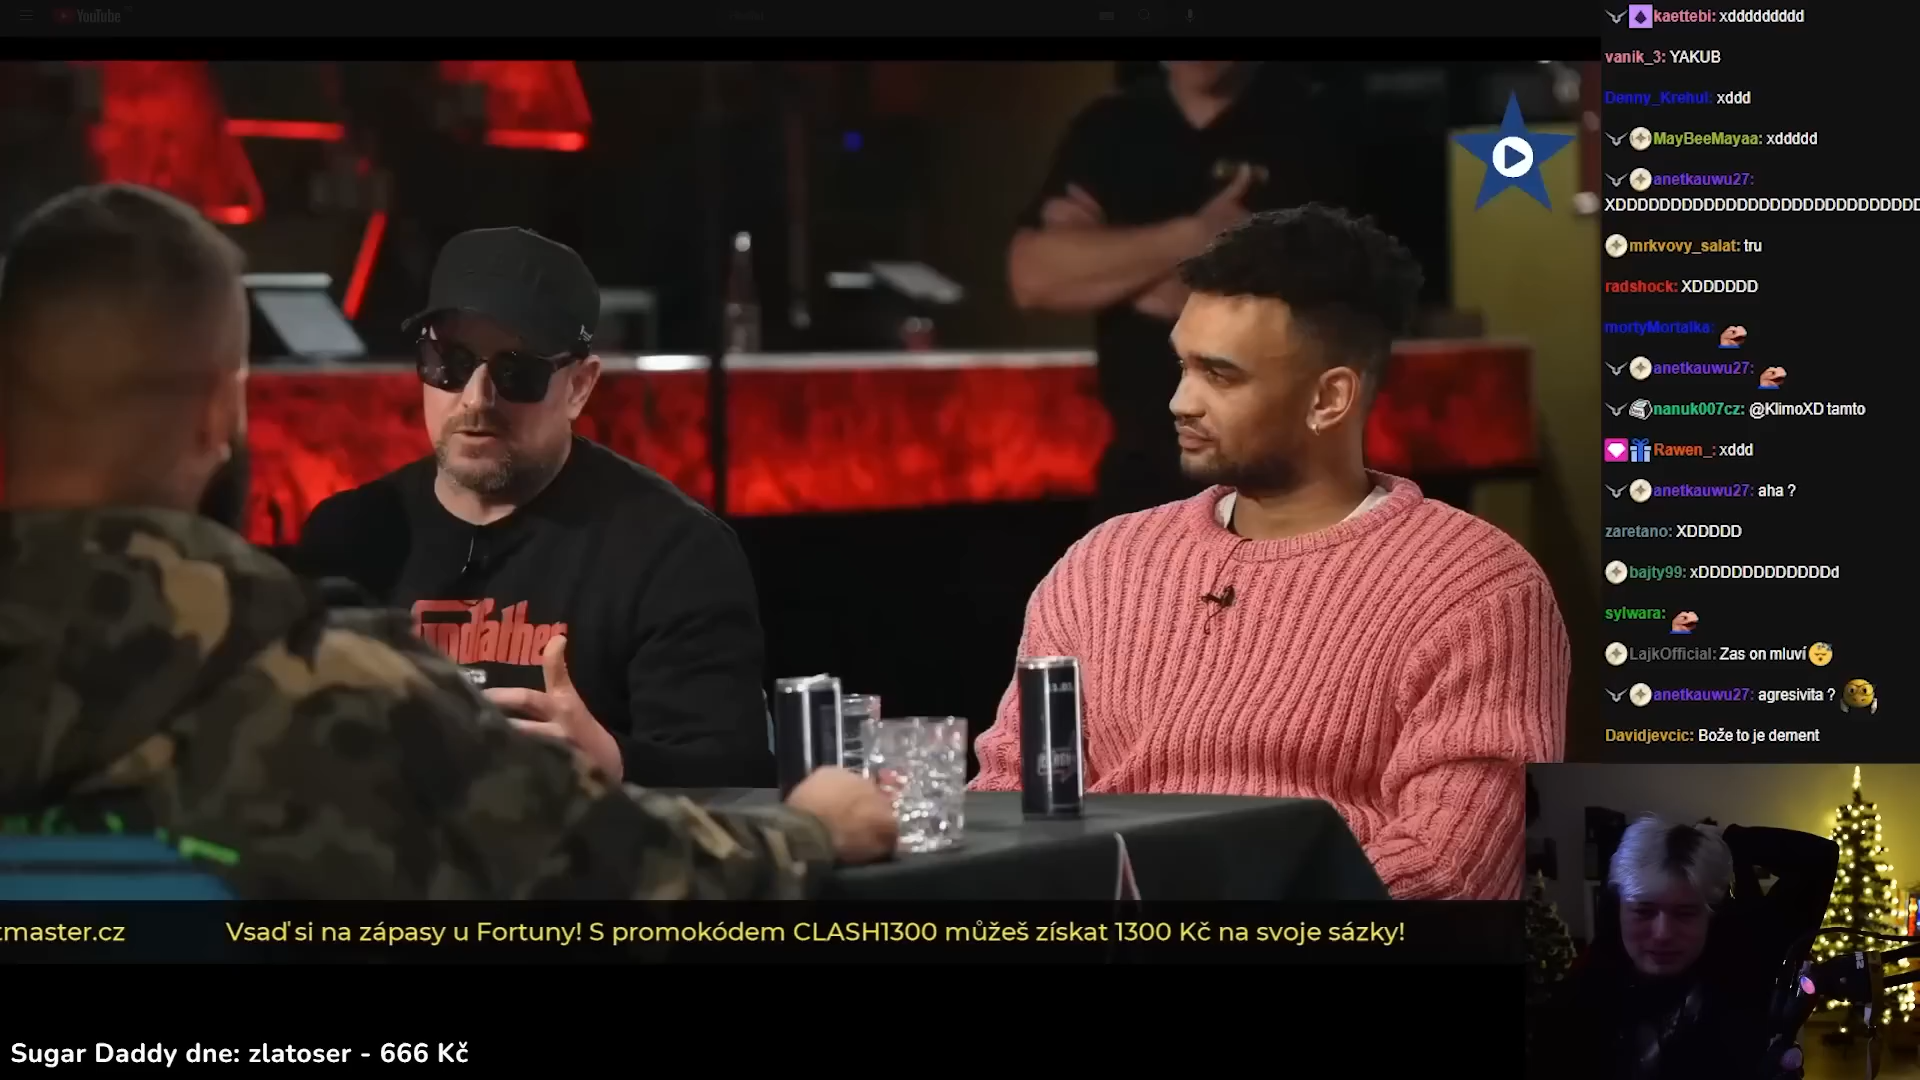 YouTube
kaettebi: xddddddddd
vanik_3: YAKUB
Denny_Krehul: xddd
MayBeeMayaa: xddddd
anetkauwu27:
mrkvovy_salat: tru
radshock: XDDDDDD
mortyMortalka:
anetkauwu27:
nanuk007cz: @KlimoXD tamto
Rawen_: xddd
anetkauwu27: aha ?
zaretano: XDDDDD
bajty99: xDDDDDDDDDDDDd
sylwara:
LajkOfficial: Zas on mluví
anetkauwu27: agresivita ?
Davidjevcic: Bože to je dement
tmaster.cz
Vsaď si na zápasy u Fortuny! S promokódem CLASH1300 můžeš získat 1300 Kč na svoje sázky!
Sugar Daddy dne: zlatoser - 666 Kč